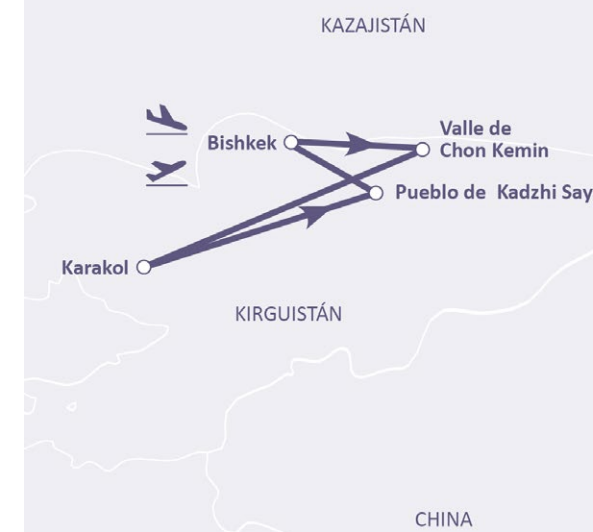 KAZAJISTÁN
Bishkek
Valle de
Chon Kemin
Pueblo de Kadzhi Say
Karakol
KIRGUISTÁN
CHINA